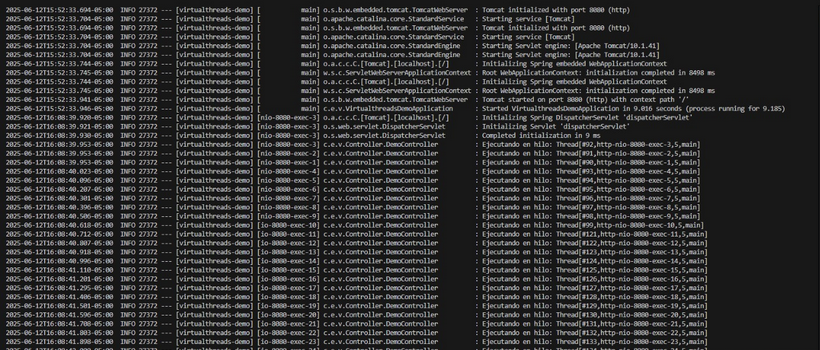 2025-06-12T15:52:33.694-05:00 INFO 27372 --- [virtualthreads-demo] [ main] o.s.b.w.embedded.tomcat.TomcatWebServer : Tomcat initialized with port 8080 (http)
2025-06-12T15:52:33.704-05:00 INFO 27372 --- [virtualthreads-demo] [ main] o.apache.catalina.core.StandardService : Starting service [Tomcat]
2025-06-12T15:52:33.694-05:00 INFO 27372 --- [virtualthreads-demo] [ main] o.s.b.w.embedded.tomcat.TomcatWebServer : Tomcat initialized with port 8080 (http)
2025-06-12T15:52:33.704-05:00 INFO 27372 --- [virtualthreads-demo] [ main] o.apache.catalina.core.StandardService : Starting service [Tomcat]
2025-06-12T15:52:33.704-05:00 INFO 27372 --- [virtualthreads-demo] [ main] o.apache.catalina.core.StandardEngine : Starting Servlet engine: [Apache Tomcat/10.1.41]
2025-06-12T15:52:33.704-05:00 INFO 27372 --- [virtualthreads-demo] [ main] o.apache.catalina.core.StandardEngine : Starting Servlet engine: [Apache Tomcat/10.1.41]
2025-06-12T15:52:33.744-05:00 INFO 27372 --- [virtualthreads-demo] [ main] o.a.c.c.C.[Tomcat].[localhost].[/] : Initializing Spring embedded WebApplicationContext
2025-06-12T15:52:33.745-05:00 INFO 27372 --- [virtualthreads-demo] [ main] w.s.c.ServletWebServerApplicationContext : Root WebApplicationContext: initialization completed in 8498 ms
2025-06-12T15:52:33.744-05:00 INFO 27372 --- [virtualthreads-demo] [ main] o.a.c.c.C.[Tomcat].[localhost].[/] : Initializing Spring embedded WebApplicationContext
2025-06-12T15:52:33.745-05:00 INFO 27372 --- [virtualthreads-demo] [ main] w.s.c.ServletWebServerApplicationContext : Root WebApplicationContext: initialization completed in 8498 ms
2025-06-12T15:52:33.941-05:00 INFO 27372 --- [virtualthreads-demo] [ main] o.s.b.w.embedded.tomcat.TomcatWebServer : Tomcat started on port 8080 (http) with context path '/'
2025-06-12T15:52:33.946-05:00 INFO 27372 --- [virtualthreads-demo] [ main] c.e.v.VirtualthreadsDemoApplication : Started VirtualthreadsDemoApplication in 9.016 seconds (process running for 9.185)
2025-06-12T16:08:39.920-05:00 INFO 27372 --- [virtualthreads-demo] [nio-8080-exec-3] o.a.c.c.C.[Tomcat].[localhost].[/] : Initializing Spring DispatcherServlet 'dispatcherServlet'
2025-06-12T16:08:39.921-05:00 INFO 27372 --- [virtualthreads-demo] [nio-8080-exec-3] o.s.web.servlet.DispatcherServlet : Initializing Servlet 'dispatcherServlet'
2025-06-12T16:08:39.930-05:00 INFO 27372 --- [virtualthreads-demo] [nio-8080-exec-3] o.s.web.servlet.DispatcherServlet : Completed initialization in 9 ms
2025-06-12T16:08:39.953-05:00 INFO 27372 --- [virtualthreads-demo] [nio-8080-exec-3] c.e.v.Controller.DemoController : Ejecutando en hilo: Thread[#92,http-nio-8080-exec-3,5,main]
2025-06-12T16:08:39.953-05:00 INFO 27372 --- [virtualthreads-demo] [nio-8080-exec-2] c.e.v.Controller.DemoController : Ejecutando en hilo: Thread[#91,http-nio-8080-exec-2,5,main]
2025-06-12T16:08:39.953-05:00 INFO 27372 --- [virtualthreads-demo] [nio-8080-exec-1] c.e.v.Controller.DemoController : Ejecutando en hilo: Thread[#90,http-nio-8080-exec-1,5,main]
2025-06-12T16:08:40.023-05:00 INFO 27372 --- [virtualthreads-demo] [nio-8080-exec-4] c.e.v.Controller.DemoController : Ejecutando en hilo: Thread[#93,http-nio-8080-exec-4,5,main]
2025-06-12T16:08:40.096-05:00 INFO 27372 --- [virtualthreads-demo] [nio-8080-exec-5] c.e.v.Controller.DemoController : Ejecutando en hilo: Thread[#94,http-nio-8080-exec-5,5,main]
2025-06-12T16:08:40.207-05:00 INFO 27372 --- [virtualthreads-demo] [nio-8080-exec-6] c.e.v.Controller.DemoController : Ejecutando en hilo: Thread[#95,http-nio-8080-exec-6,5,main]
2025-06-12T16:08:40.301-05:00 INFO 27372 --- [virtualthreads-demo] [nio-8080-exec-7] c.e.v.Controller.DemoController : Ejecutando en hilo: Thread[#96,http-nio-8080-exec-7,5,main]
2025-06-12T16:08:40.396-05:00 INFO 27372 --- [virtualthreads-demo] [nio-8080-exec-8] c.e.v.Controller.DemoController : Ejecutando en hilo: Thread[#97,http-nio-8080-exec-8,5,main]
2025-06-12T16:08:40.506-05:00 INFO 27372 --- [virtualthreads-demo] [nio-8080-exec-9] c.e.v.Controller.DemoController : Ejecutando en hilo: Thread[#98,http-nio-8080-exec-9,5,main]
2025-06-12T16:08:40.618-05:00 INFO 27372 --- [virtualthreads-demo] [io-8080-exec-10] c.e.v.Controller.DemoController : Ejecutando en hilo: Thread[#99,http-nio-8080-exec-10,5,main]
2025-06-12T16:08:40.712-05:00 INFO 27372 --- [virtualthreads-demo] [io-8080-exec-11] c.e.v.Controller.DemoController : Ejecutando en hilo: Thread[#121,http-nio-8080-exec-11,5,main]
2025-06-12T16:08:40.807-05:00 INFO 27372 --- [virtualthreads-demo] [io-8080-exec-12] c.e.v.Controller.DemoController : Ejecutando en hilo: Thread[#122,http-nio-8080-exec-12,5,main]
2025-06-12T16:08:40.918-05:00 INFO 27372 --- [virtualthreads-demo] [io-8080-exec-13] c.e.v.Controller.DemoController : Ejecutando en hilo: Thread[#123,http-nio-8080-exec-13,5,main]
2025-06-12T16:08:40.996-05:00 INFO 27372 --- [virtualthreads-demo] [io-8080-exec-14] c.e.v.Controller.DemoController : Ejecutando en hilo: Thread[#124,http-nio-8080-exec-14,5,main]
2025-06-12T16:08:41.110-05:00 INFO 27372 --- [virtualthreads-demo] [io-8080-exec-15] c.e.v.Controller.DemoController : Ejecutando en hilo: Thread[#125,http-nio-8080-exec-15,5,main]
2025-06-12T16:08:41.201-05:00 INFO 27372 --- [virtualthreads-demo] [io-8080-exec-16] c.e.v.Controller.DemoController : Ejecutando en hilo: Thread[#126,http-nio-8080-exec-16,5,main]
2025-06-12T16:08:41.295-05:00 INFO 27372 --- [virtualthreads-demo] [io-8080-exec-17] c.e.v.Controller.DemoController : Ejecutando en hilo: Thread[#127,http-nio-8080-exec-17,5,main]
2025-06-12T16:08:41.406-05:00 INFO 27372 --- [virtualthreads-demo] [io-8080-exec-18] c.e.v.Controller.DemoController : Ejecutando en hilo: Thread[#128,http-nio-8080-exec-18,5,main]
2025-06-12T16:08:41.501-05:00 INFO 27372 --- [virtualthreads-demo] [io-8080-exec-19] c.e.v.Controller.DemoController : Ejecutando en hilo: Thread[#129,http-nio-8080-exec-19,5,main]
2025-06-12T16:08:41.596-05:00 INFO 27372 --- [virtualthreads-demo] [io-8080-exec-20] c.e.v.Controller.DemoController : Ejecutando en hilo: Thread[#130,http-nio-8080-exec-20,5,main]
2025-06-12T16:08:41.708-05:00 INFO 27372 --- [virtualthreads-demo] [io-8080-exec-21] c.e.v.Controller.DemoController : Ejecutando en hilo: Thread[#131,http-nio-8080-exec-21,5,main]
2025-06-12T16:08:41.803-05:00 INFO 27372 --- [virtualthreads-demo] [io-8080-exec-22] c.e.v.Controller.DemoController : Ejecutando en hilo: Thread[#132,http-nio-8080-exec-22,5,main]
2025-06-12T16:08:41.898-05:00 INFO 27372 --- [virtualthreads-demo] [io-8080-exec-23] c.e.v.Controller.DemoController : Ejecutando en hilo: Thread[#133,http-nio-8080-exec-23,5,main]